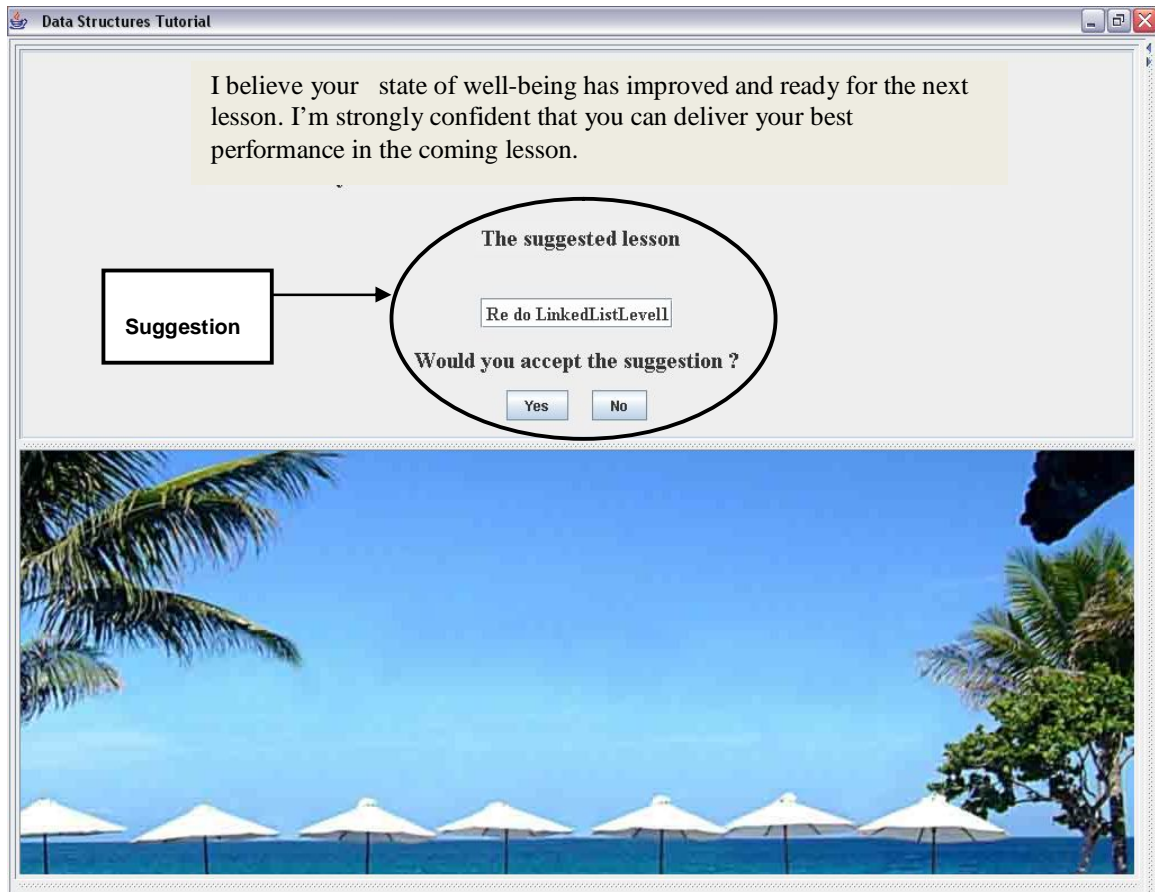 Data Structures Tutorial
I believe your state of well-being has improved and ready for the next
lesson. I'm strongly confident that you can deliver your best
performance in the coming lesson.
The suggested lesson
Suggestion
Re do LinkedListLevel1
Would you accept the suggestion ?
Yes No